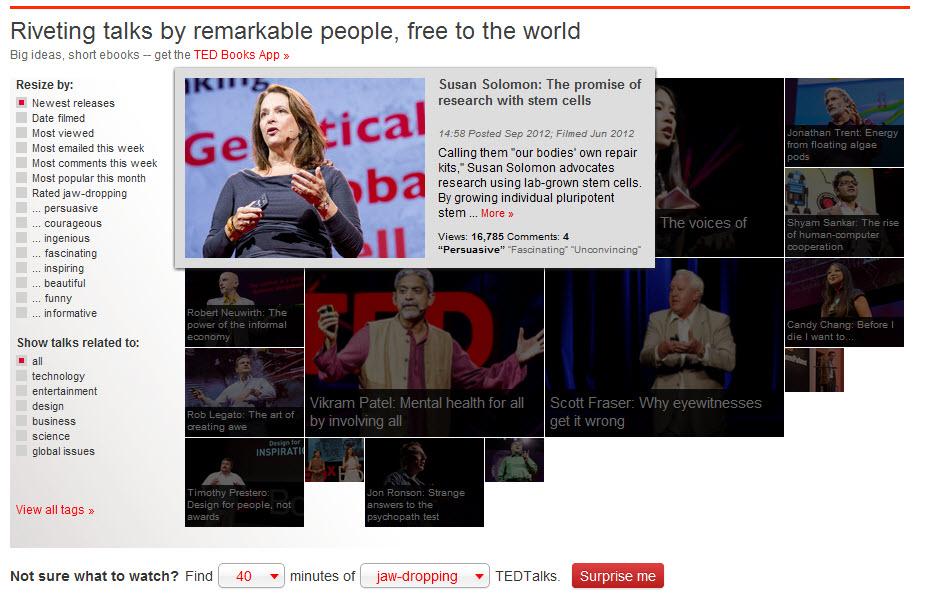 Riveting talks by remarkable people, free to the world
Big ideas, short ebooks -- get the TED Books App »
Resize by:
Newest releases
Date filmed
Most viewed
Most emailed this week
Most comments this week
Most popular this month
Rated jaw-dropping
... persuasive
... courageous
... ingenious
... fascinating
... inspiring
... beautiful
... funny
... informative
Show talks related to:
all
technology
entertainment
design
business
science
global issues
View all tags »
Susan Solomon: The promise of
research with stem cells
14:58 Posted Sep 2012; Filmed Jun 2012
Calling them "our bodies' own repair
kits," Susan Solomon advocates
research using lab-grown stem cells.
By growing individual pluripotent
stem ... More »
Views: 16,785 Comments: 4
"Persuasive" "Fascinating" "Unconvincing"
The voices of
Jonathan Trent: Energy
from floating algae
pods
Shyam Sankar: The rise
of human-computer
cooperation
Robert Neuwirth: The
power of the informal
economy
Candy Chang: Before I
die I want to...
Rob Legato: The art of
creating awe
TED
Vikram Patel: Mental health for all
by involving all
Scott Fraser: Why eyewitnesses
get it wrong
Design for
INSPIRATI
Timothy Prestero:
Design for people, not
awards
Jon Ronson: Strange
answers to the
psychopath test
Not sure what to watch? Find 40 minutes of jaw-dropping TEDTalks. Surprise me